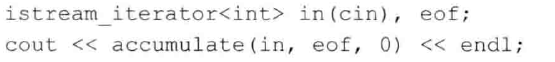 istream_iterator<int> in(cin), eof;
cout << accumulate(in, eof, 0) << endl;